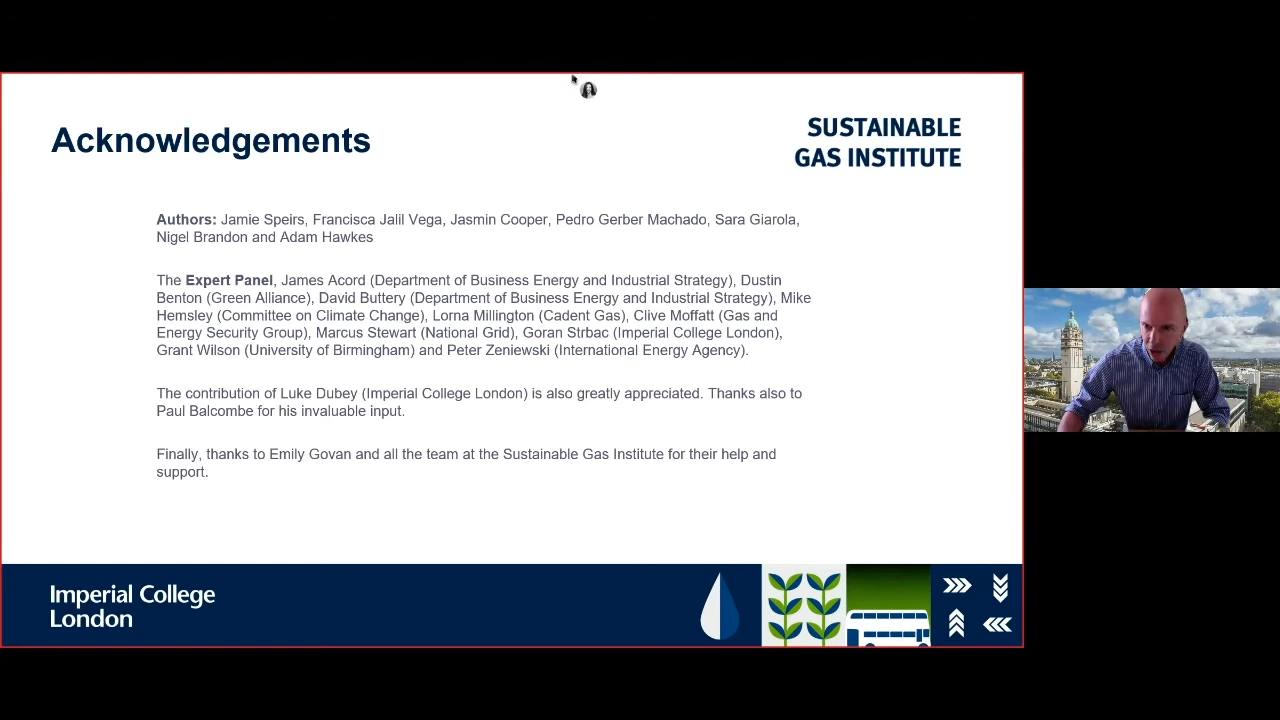 Acknowledgements
SUSTAINABLE
GAS INSTITUTE
Authors: Jamie Speirs, Francisca Jalil Vega, Jasmin Cooper, Pedro Gerber Machado, Sara Giarola,
Nigel Brandon and Adam Hawkes
The Expert Panel, James Acord (Department of Business Energy and Industrial Strategy), Dustin
Benton (Green Alliance), David Buttery (Department of Business Energy and Industrial Strategy), Mike
Hemsley (Committee on Climate Change), Lorna Millington (Cadent Gas), Clive Moffatt (Gas and
Energy Security Group), Marcus Stewart (National Grid), Goran Strbac (Imperial College London),
Grant Wilson (University of Birmingham) and Peter Zeniewski (International Energy Agency).
The contribution of Luke Dubey (Imperial College London) is also greatly appreciated. Thanks also to
Paul Balcombe for his invaluable input.
Finally, thanks to Emily Govan and all the team at the Sustainable Gas Institute for their help and
support.
Imperial College
London